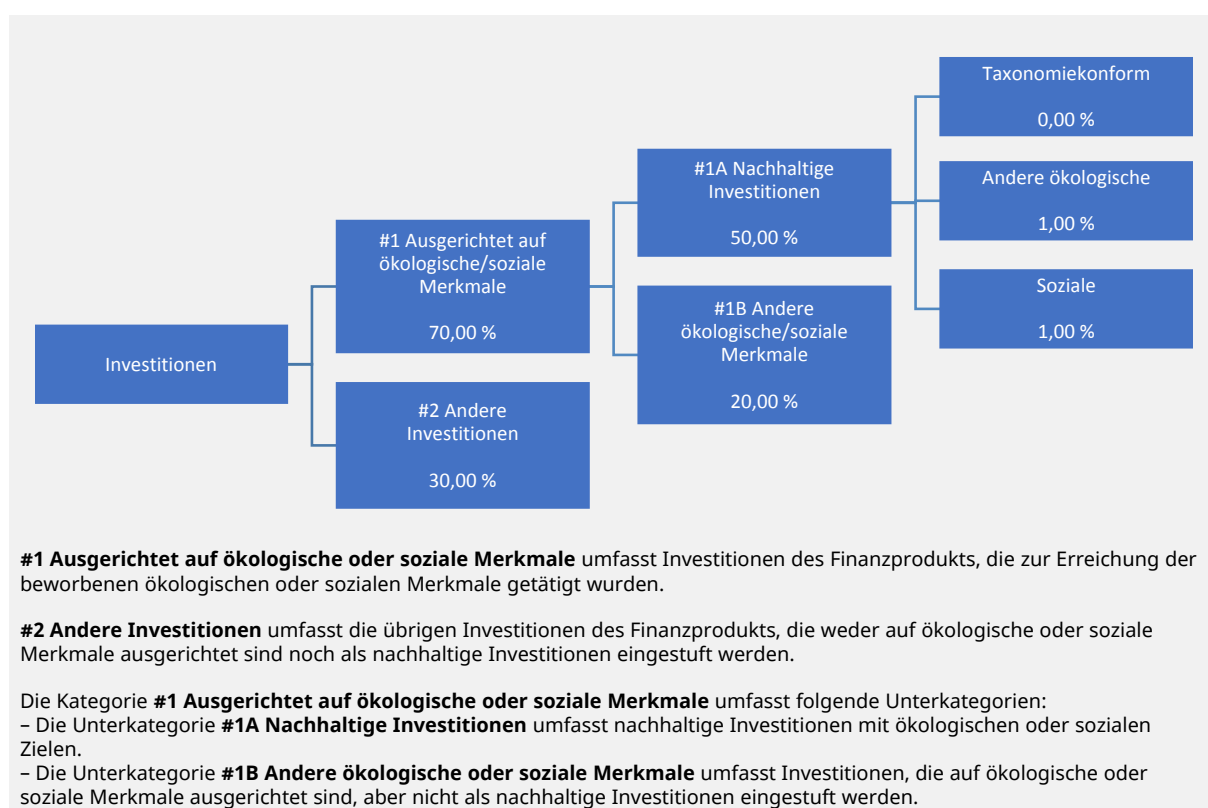 Taxonomiekonform
0,00 %
#1A Nachhaltige
Investitionen
50,00 %
Andere ökologische
1,00 %
#1 Ausgerichtet auf
ökologische/soziale
Merkmale
70,00 %
Soziale
1,00 %
#1B Andere
ökologische/soziale
Merkmale
20,00 %
Investitionen
#2 Andere
Investitionen
30,00 %
#1 Ausgerichtet auf ökologische oder soziale Merkmale umfasst Investitionen des Finanzprodukts, die zur Erreichung der
beworbenen ökologischen oder sozialen Merkmale getätigt wurden.
#2 Andere Investitionen umfasst die übrigen Investitionen des Finanzprodukts, die weder auf ökologische oder soziale
Merkmale ausgerichtet sind noch als nachhaltige Investitionen eingestuft werden.
Die Kategorie #1 Ausgerichtet auf ökologische oder soziale Merkmale umfasst folgende Unterkategorien:
– Die Unterkategorie #1A Nachhaltige Investitionen umfasst nachhaltige Investitionen mit ökologischen oder sozialen
Zielen.
– Die Unterkategorie #1B Andere ökologische oder soziale Merkmale umfasst Investitionen, die auf ökologische oder
soziale Merkmale ausgerichtet sind, aber nicht als nachhaltige Investitionen eingestuft werden.